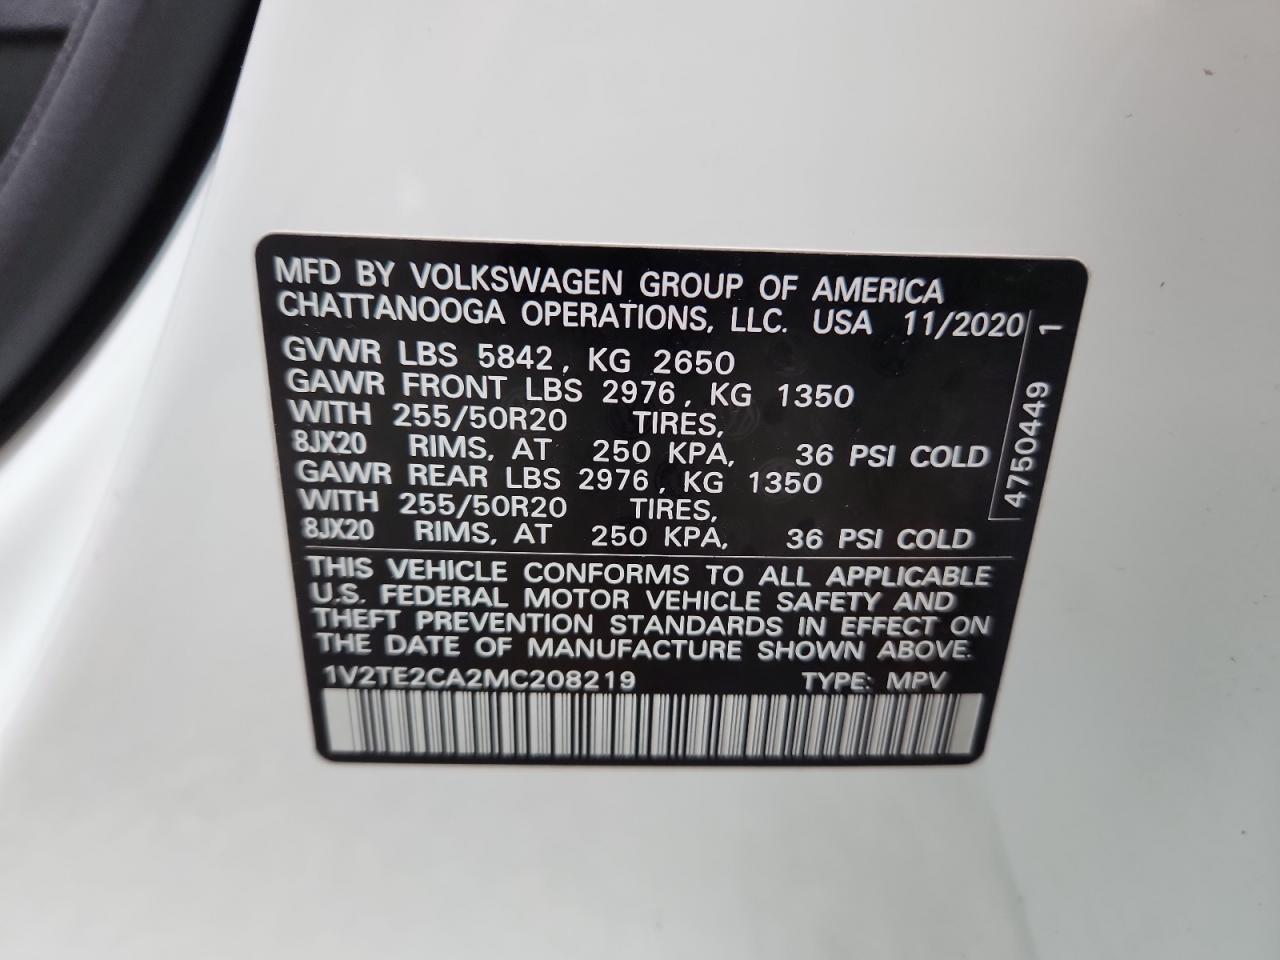 MFD BY VOLKSWAGEN GROUP OF AMERICA
CHATTANOOGA OPERATIONS, LLC. USA 11/2020
GVWR LBS 5842, KG 2650
GAWR FRONT LBS 2976, KG 1350
WITH 255/50R20 TIRES,
8JX20 RIMS, AT 250 KPA, 36 PSI COLD
GAWR REAR LBS 2976, KG 1350
WITH 255/50R20 TIRES,
8JX20 RIMS, AT 250 KPA, 36 PSI COLD
4750449 1
THIS VEHICLE CONFORMS TO ALL APPLICABLE
U.S. FEDERAL MOTOR VEHICLE SAFETY AND
THEFT PREVENTION STANDARDS IN EFFECT ON
THE DATE OF MANUFACTURE SHOWN ABOVE.
1V2TE2CA2MC208219 TYPE: MPV